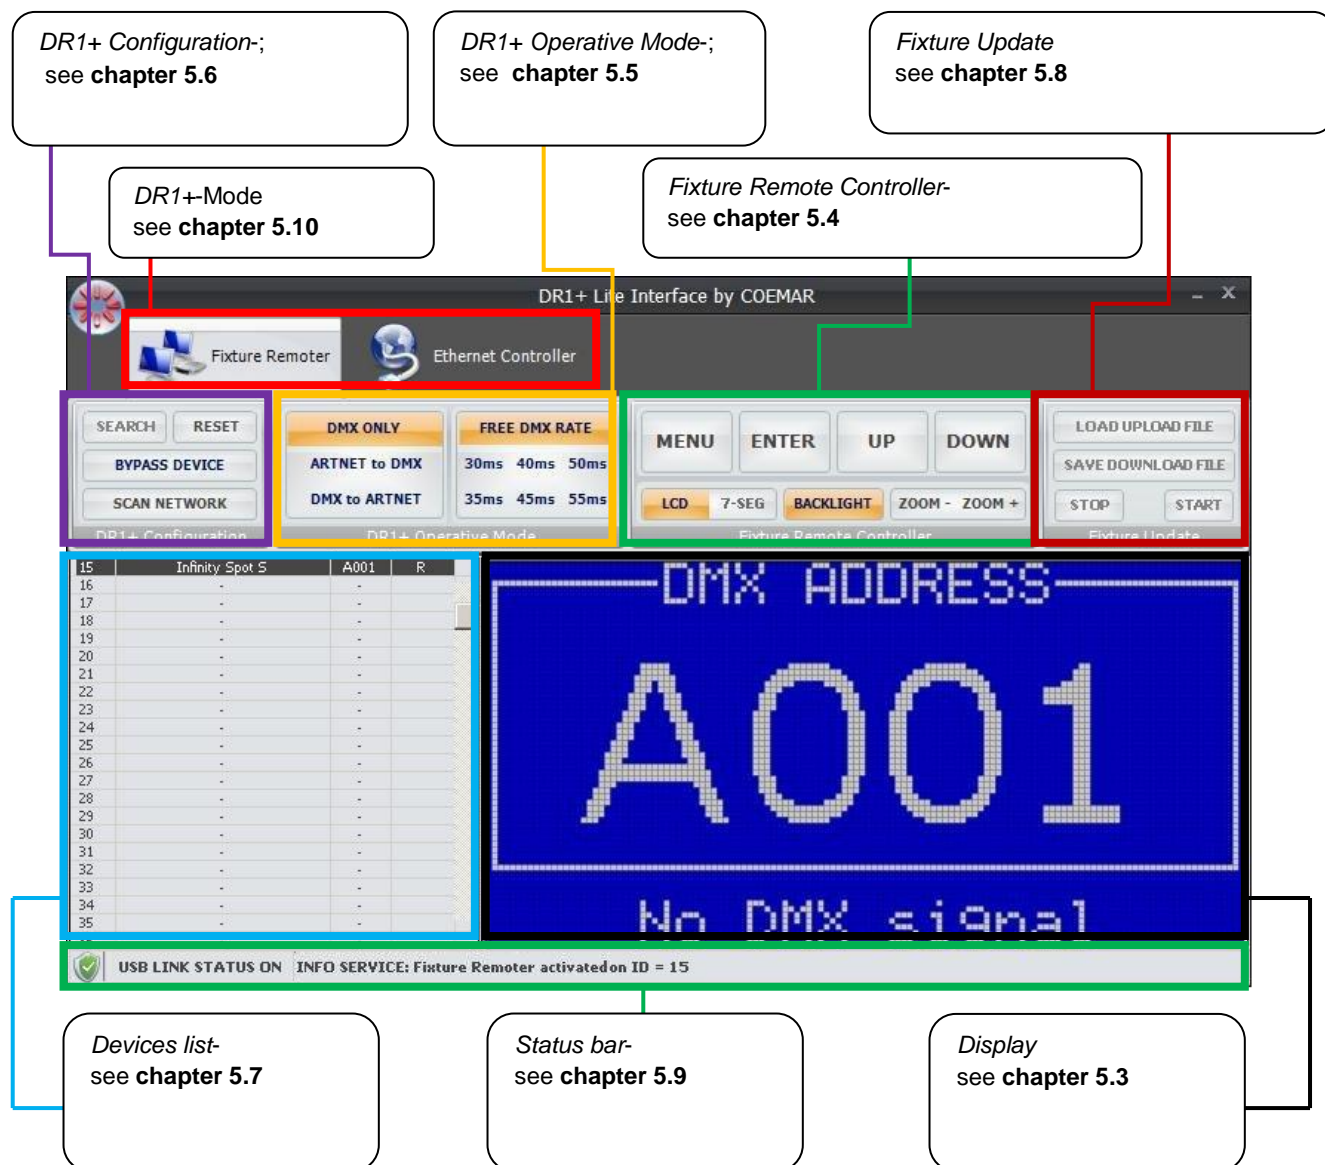 DR1+ Configuration-;
see chapter 5.6
DR1+ Operative Mode-;
see chapter 5.5
Fixture Update
see chapter 5.8
DR1+-Mode
see chapter 5.10
Fixture Remote Controller-
see chapter 5.4
DR1+ Lite Interface by COEMAR
Fixture Remoter
Ethernet Controller
SEARCH RESET
BYPASS DEVICE
SCAN NETWORK
DR1+ Configuration
DMX ONLY
ARTNET to DMX
DMX to ARTNET
FREE DMX RATE
30ms 40ms 50ms
35ms 45ms 55ms
DR1+ Operative Mode
MENU ENTER UP DOWN
LCD 7-SEG BACKLIGHT ZOOM - ZOOM +
Fixture Remote Controller
LOAD UPLOAD FILE
SAVE DOWNLOAD FILE
STOP START
Fixture Update
15 Infinity Spot S A001 R
16 - -
17 - -
18 - -
19 - -
20 - -
21 - -
22 - -
23 - -
24 - -
25 - -
26 - -
27 - -
28 - -
29 - -
30 - -
31 - -
32 - -
33 - -
34 - -
35 - -
DMX ADDRESS
A001
No DMX signal
USB LINK STATUS ON INFO SERVICE: Fixture Remoter activated on ID = 15
Devices list-
see chapter 5.7
Status bar-
see chapter 5.9
Display
see chapter 5.3